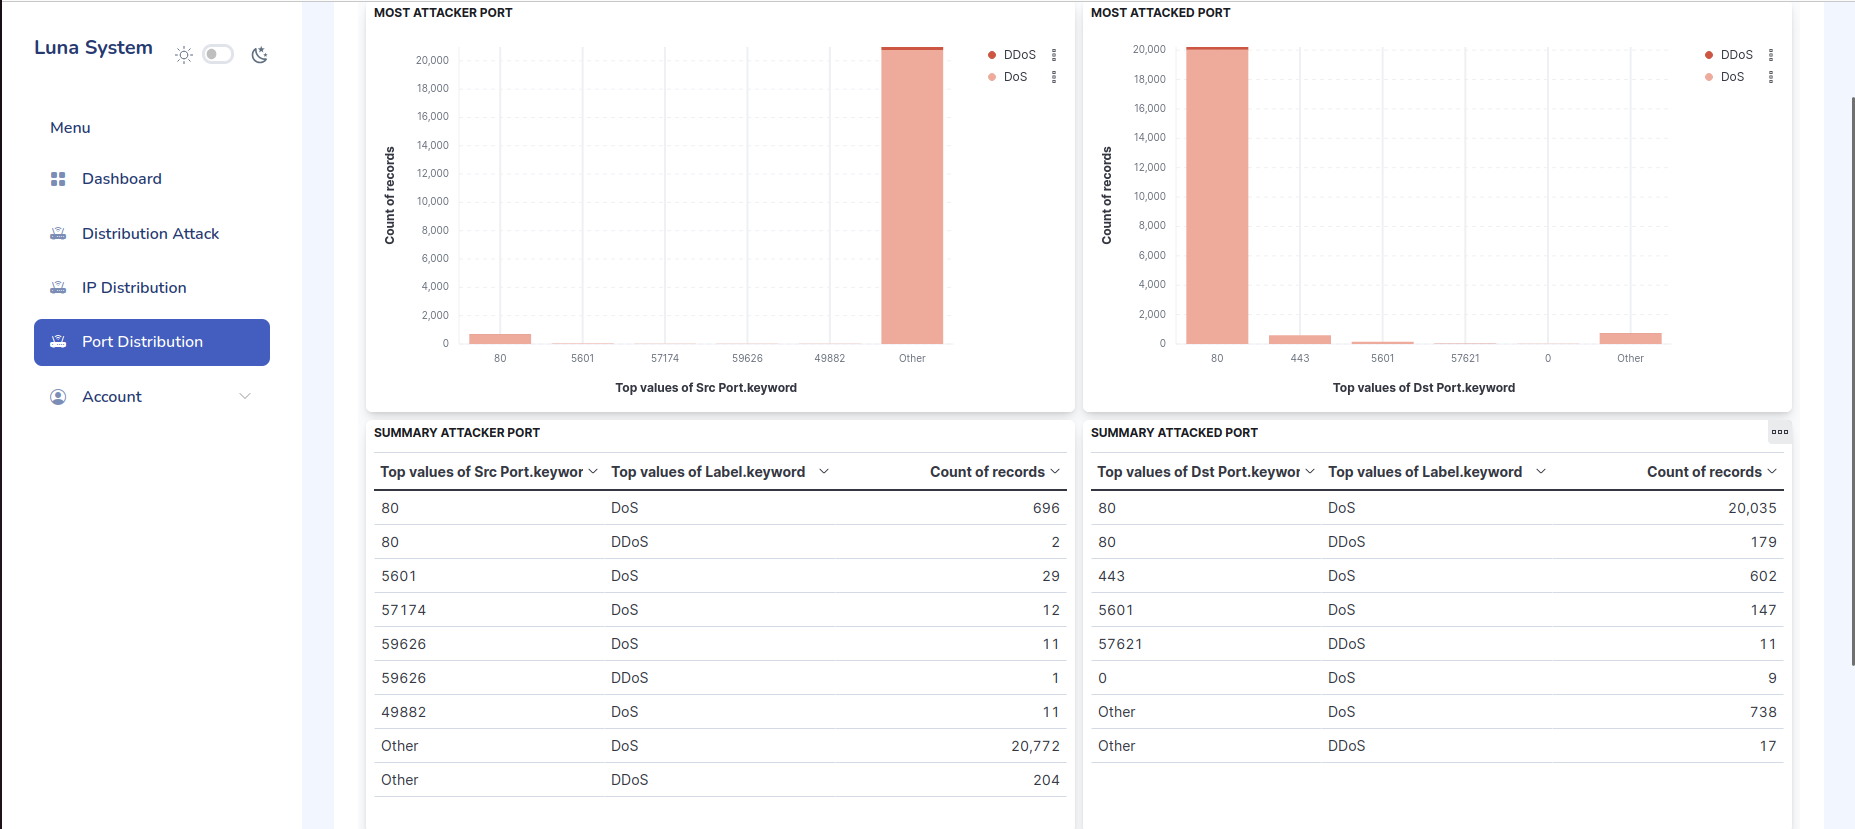 Luna System
Menu
Dashboard
Distribution Attack
IP Distribution
Port Distribution
Account
MOST ATTACKER PORT
Count of records
20,000
18,000
16,000
14,000
12,000
10,000
8,000
6,000
4,000
2,000
0
80 5601 57174 59626 49882 Other
Top values of Src Port.keyword
DDoS
DoS
MOST ATTACKED PORT
Count of records
20,000
18,000
16,000
14,000
12,000
10,000
8,000
6,000
4,000
2,000
0
80 443 5601 57621 0 Other
Top values of Dst Port.keyword
DDoS
DoS
SUMMARY ATTACKER PORT
Top values of Src Port.keywor Top values of Label.keyword Count of records
80 DoS 696
80 DDoS 2
5601 DoS 29
57174 DoS 12
59626 DoS 11
59626 DDoS 1
49882 DoS 11
Other DoS 20,772
Other DDoS 204
SUMMARY ATTACKED PORT
Top values of Dst Port.keywor Top values of Label.keyword Count of records
80 DoS 20,035
80 DDoS 179
443 DoS 602
5601 DoS 147
57621 DDoS 11
0 DoS 9
Other DoS 738
Other DDoS 17